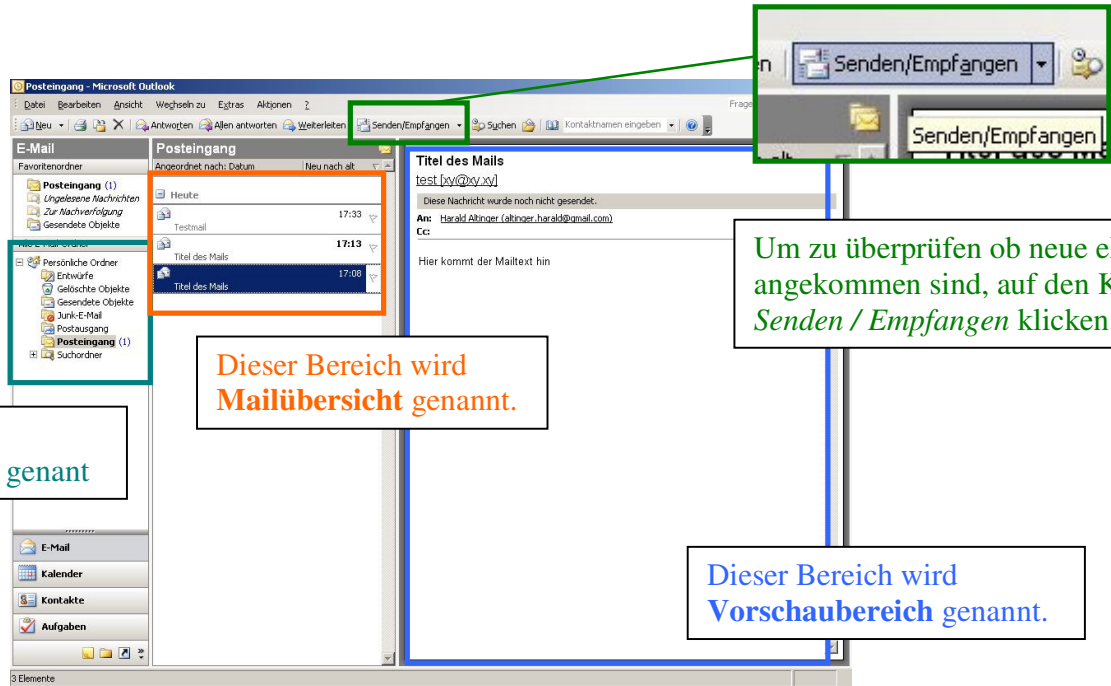 Senden/Empfangen
Senden/Empfangen
Posteingang - Microsoft Outlook
Datei Bearbeiten Ansicht Wechseln zu Extras Aktionen ?
Neu Antworten Allen antworten Weiterleiten Senden/Empfangen Suchen Kontaktnamen eingeben
E-Mail
Favoritenordner
Posteingang (1)
Ungelesene Nachrichten
Zur Nachverfolgung
Gesendete Objekte
Persönliche Ordner
Entwürfe
Gelöschte Objekte
Gesendete Objekte
Junk-E-Mail
Postausgang
Posteingang (1)
Suchordner
genant
E-Mail
Kalender
Kontakte
Aufgaben
3 Elemente
Posteingang
Angeordnet nach: Datum Neu nach alt
Heute
17:33
Testmail
17:13
Titel des Mails
17:08
Titel des Mails
Dieser Bereich wird
Mailübersicht genannt.
Titel des Mails
test [xy@xy.xy]
Diese Nachricht wurde noch nicht gesendet.
An: Harald Altinger (altinger.harald@gmail.com)
Cc:
Hier kommt der Mailtext hin
Um zu überprüfen ob neue
angekommen sind, auf den
Senden / Empfangen klicken
Dieser Bereich wird
Vorschaubereich genannt.